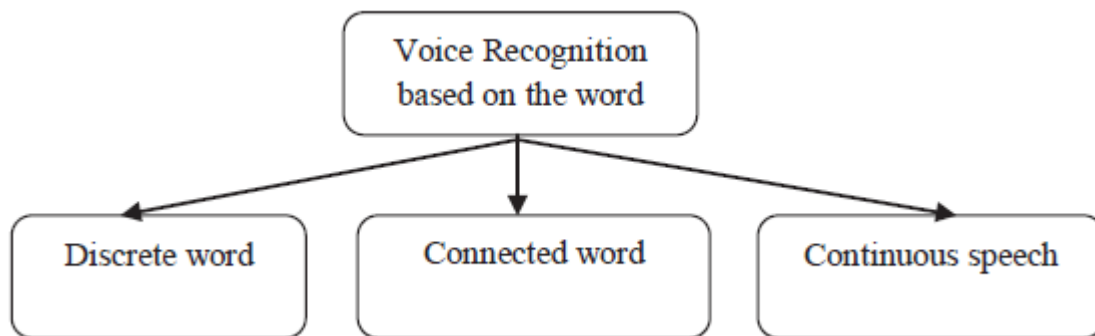 Voice Recognition
based on the word
Discrete word
Connected word
Continuous speech